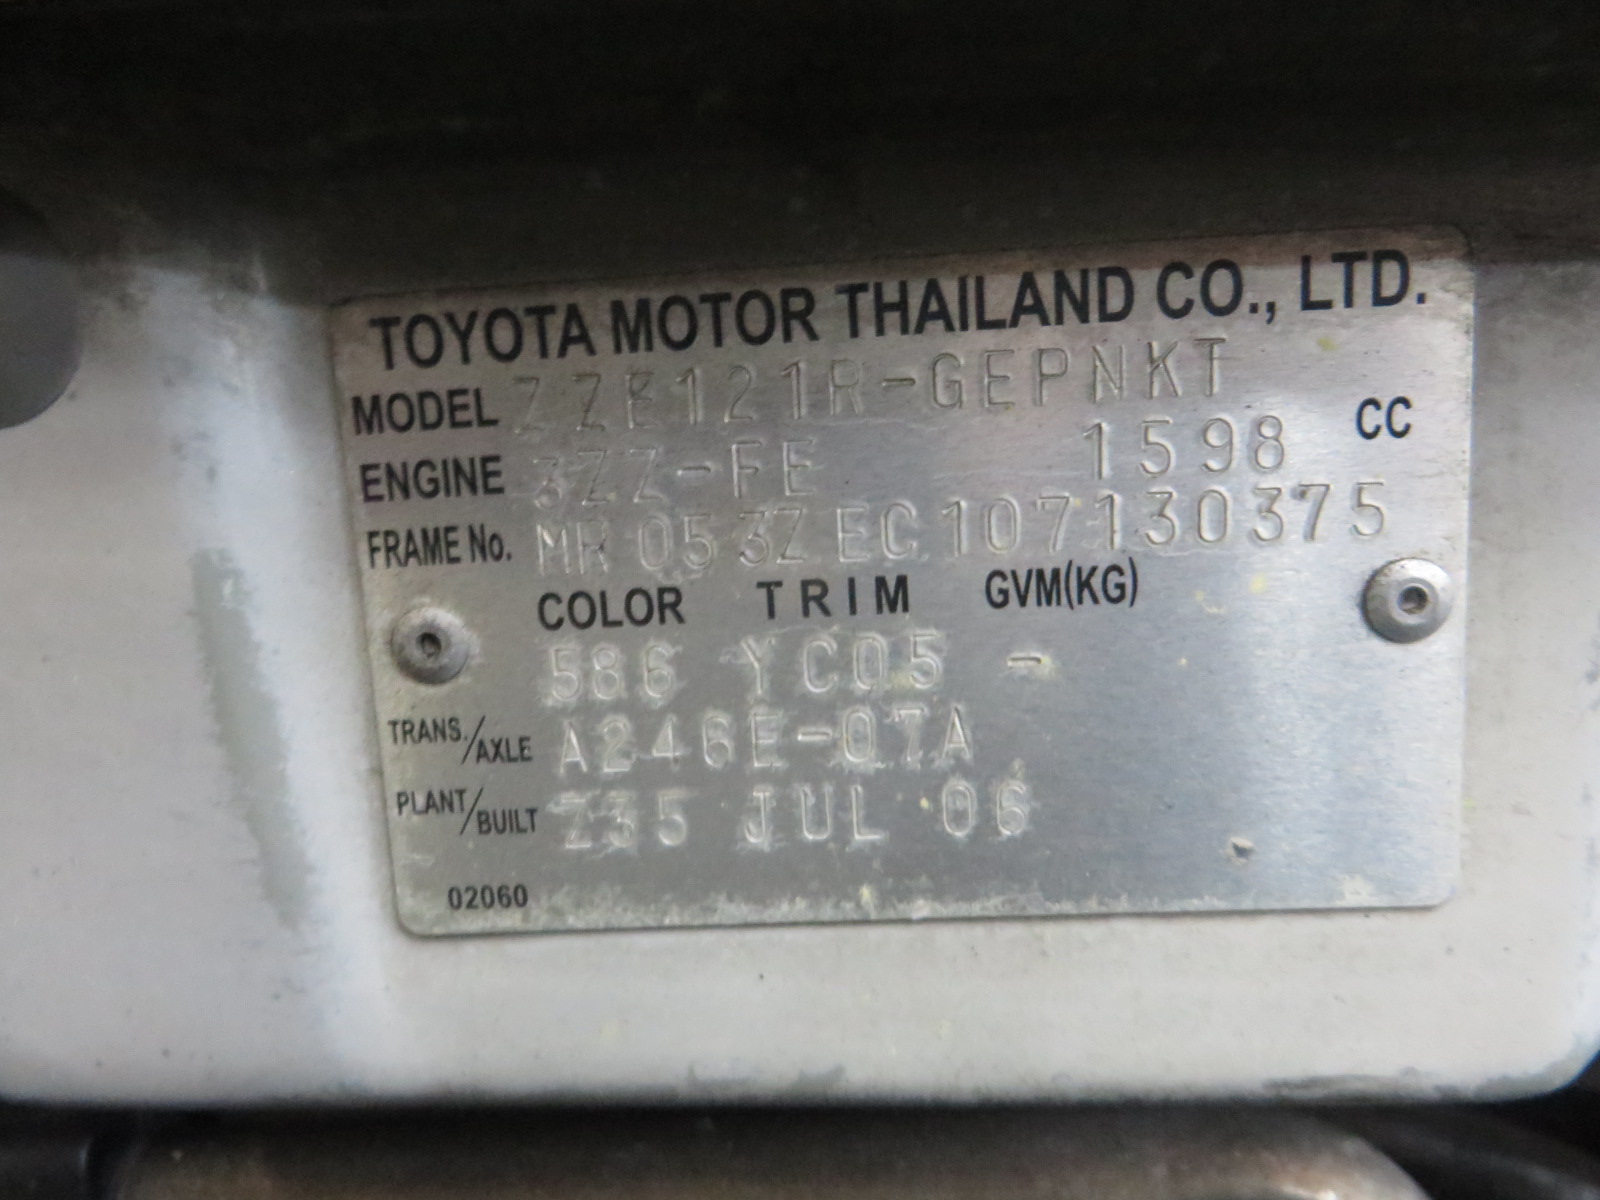 TOYOTA MOTOR THAILAND CO., LTD.
MODEL ZZE121R-GEPNKT
ENGINE 3ZZ-FE 1598 CC
FRAME No. MR053ZEC107130375
COLOR TRIM GVM(KG)
586 YC05 -
TRANS./AXLE A246E-07A
PLANT/BUILT Z35 JUL 06
02060